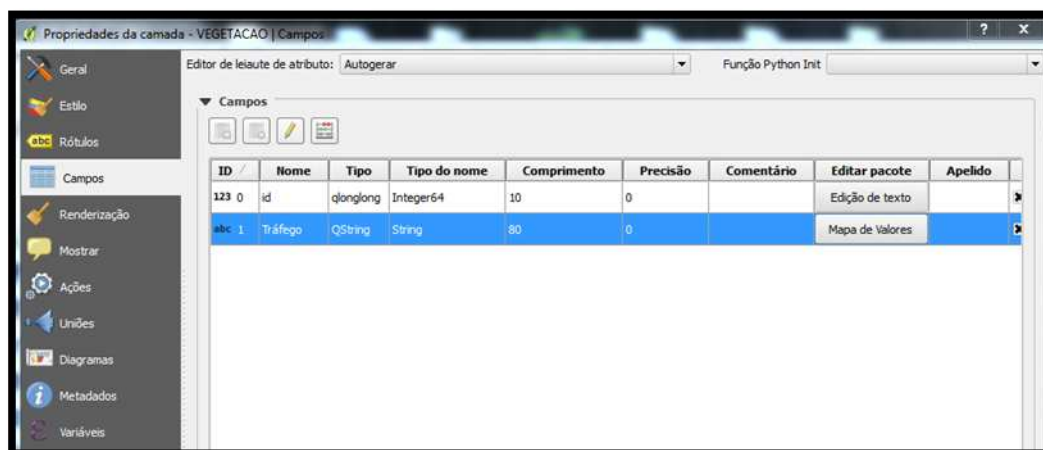 Propriedades da camada - VEGETACAO | Campos
? x
Geral
Estilo
abc Rótulos
Campos
Renderização
Mostrar
Ações
Uniões
Diagramas
i Metadados
Variáveis
Editor de leiaute de atributo: Autogerar Função Python Init
Campos
ID Nome Tipo Tipo do nome Comprimento Precisão Comentário Editar pacote Apelido
123 0 id qlonglong Integer64 10 0 Edição de texto
abc 1 Tráfego QString String 80 0 Mapa de Valores